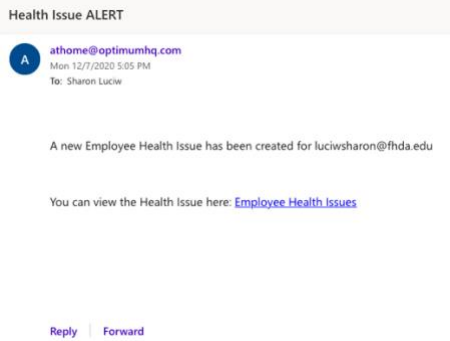 Health Issue ALERT
A
athome@optimumhq.com
Mon 12/7/2020 5:05 PM
To: Sharon Luciw
A new Employee Health Issue has been created for luciwsharon@fhda.edu
You can view the Health Issue here: Employee Health Issues
Reply Forward